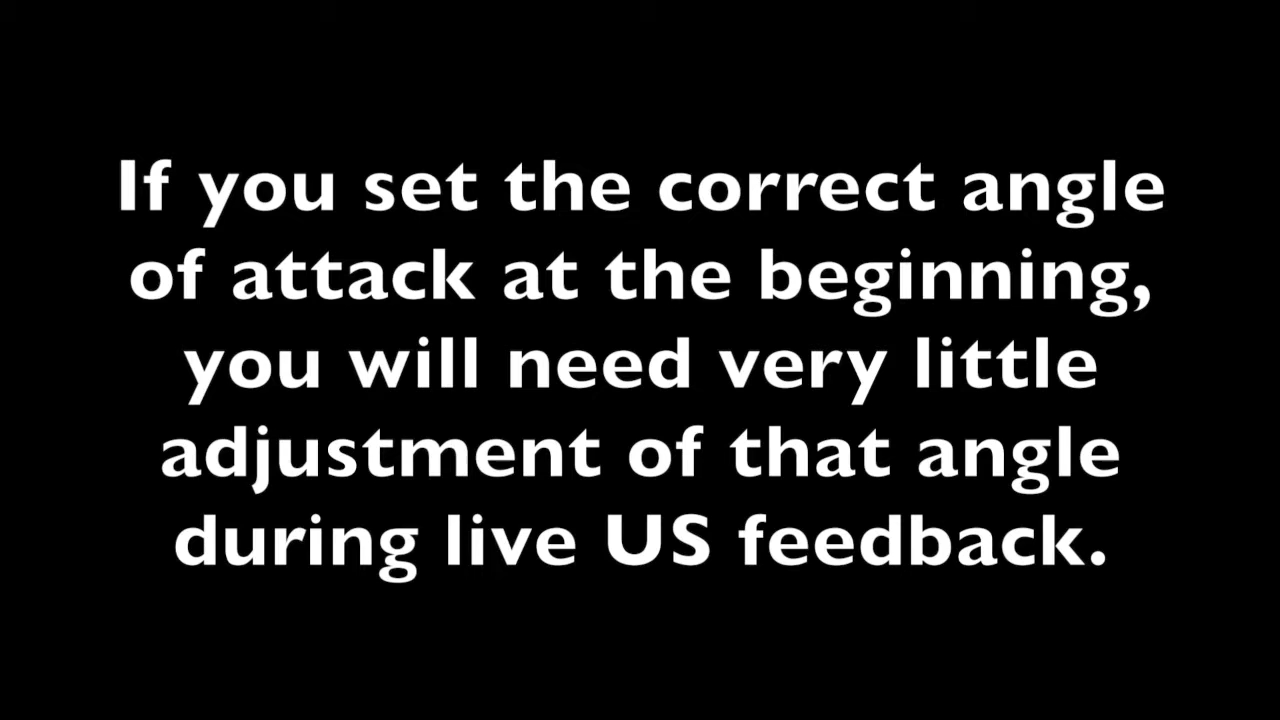 If you set the correct angle
of attack at the beginning,
you will need very little
adjustment of that angle
during live US feedback.